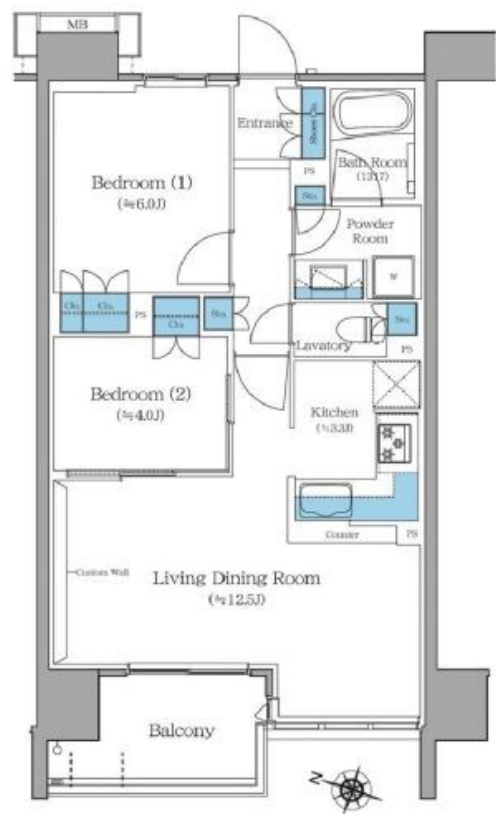 MB
Entrance
Shoes Clo.
Bath Room
(1317)
PS
Bedroom (1)
(≒6.0J)
Sto.
Powder
Room
W
Clo.
Clo.
PS
Clo.
Sto.
Sto.
Lavatory
PS
Bedroom (2)
(≒4.0J)
Kitchen
(≒3.3J)
Counter
PS
Custom Wall
Living Dining Room
(≒12.5J)
Balcony
N